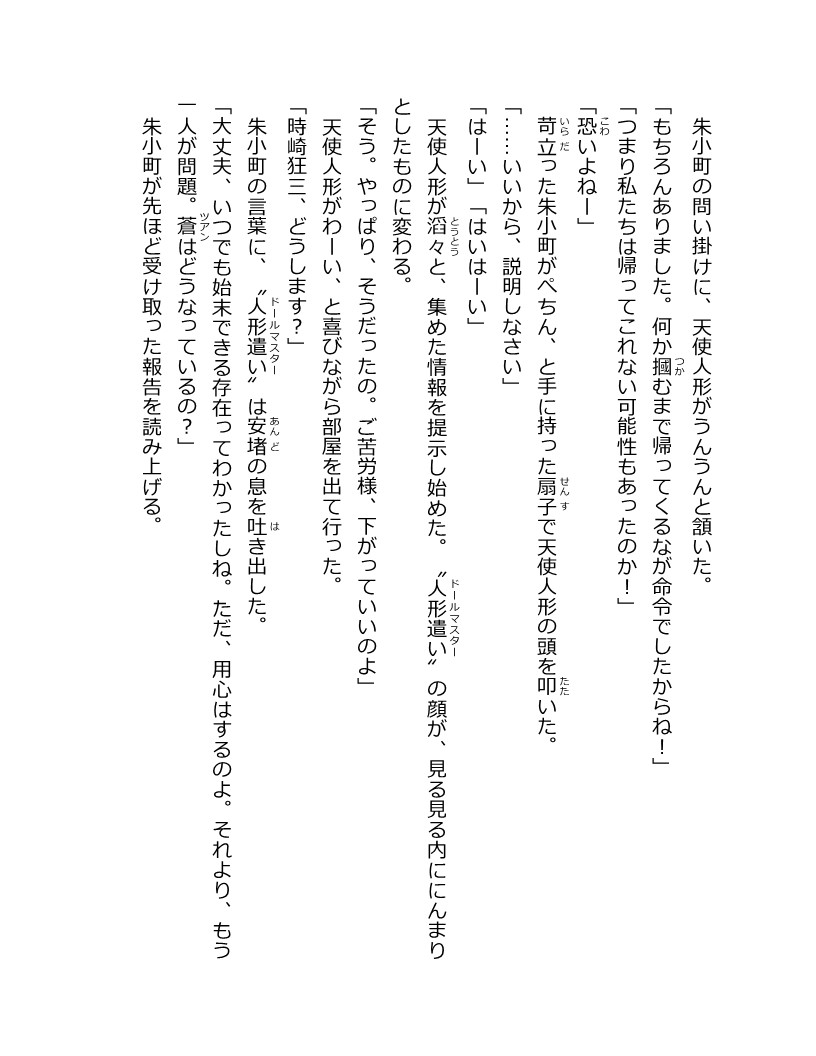 朱小町の問い掛けに、天使人形がうんうんと頷いた。
「もちろんありました。何か摑むまで帰ってくるなが命令でしたからね！」
「つまり私たちは帰ってこれない可能性もあったのか！」
「恐いよねー」
苛立った朱小町がぺちん、と手に持った扇子で天使人形の頭を叩いた。
「……いいから、説明しなさい」
「はーい」「はいはーい」
天使人形が滔々と、集めた情報を提示し始めた。〝人形遣い〟の顔が、見る見る内ににんまり
としたものに変わる。
「そう。やっぱり、そうだったの。ご苦労様、下がっていいのよ」
天使人形がわーい、と喜びながら部屋を出て行った。
「時崎狂三、どうします？」
朱小町の言葉に、〝人形遣い〟は安堵の息を吐き出した。
「大丈夫、いつでも始末できる存在ってわかったしね。ただ、用心はするのよ。それより、もう
一人が問題。蒼はどうなっているの？」
朱小町が先ほど受け取った報告を読み上げる。